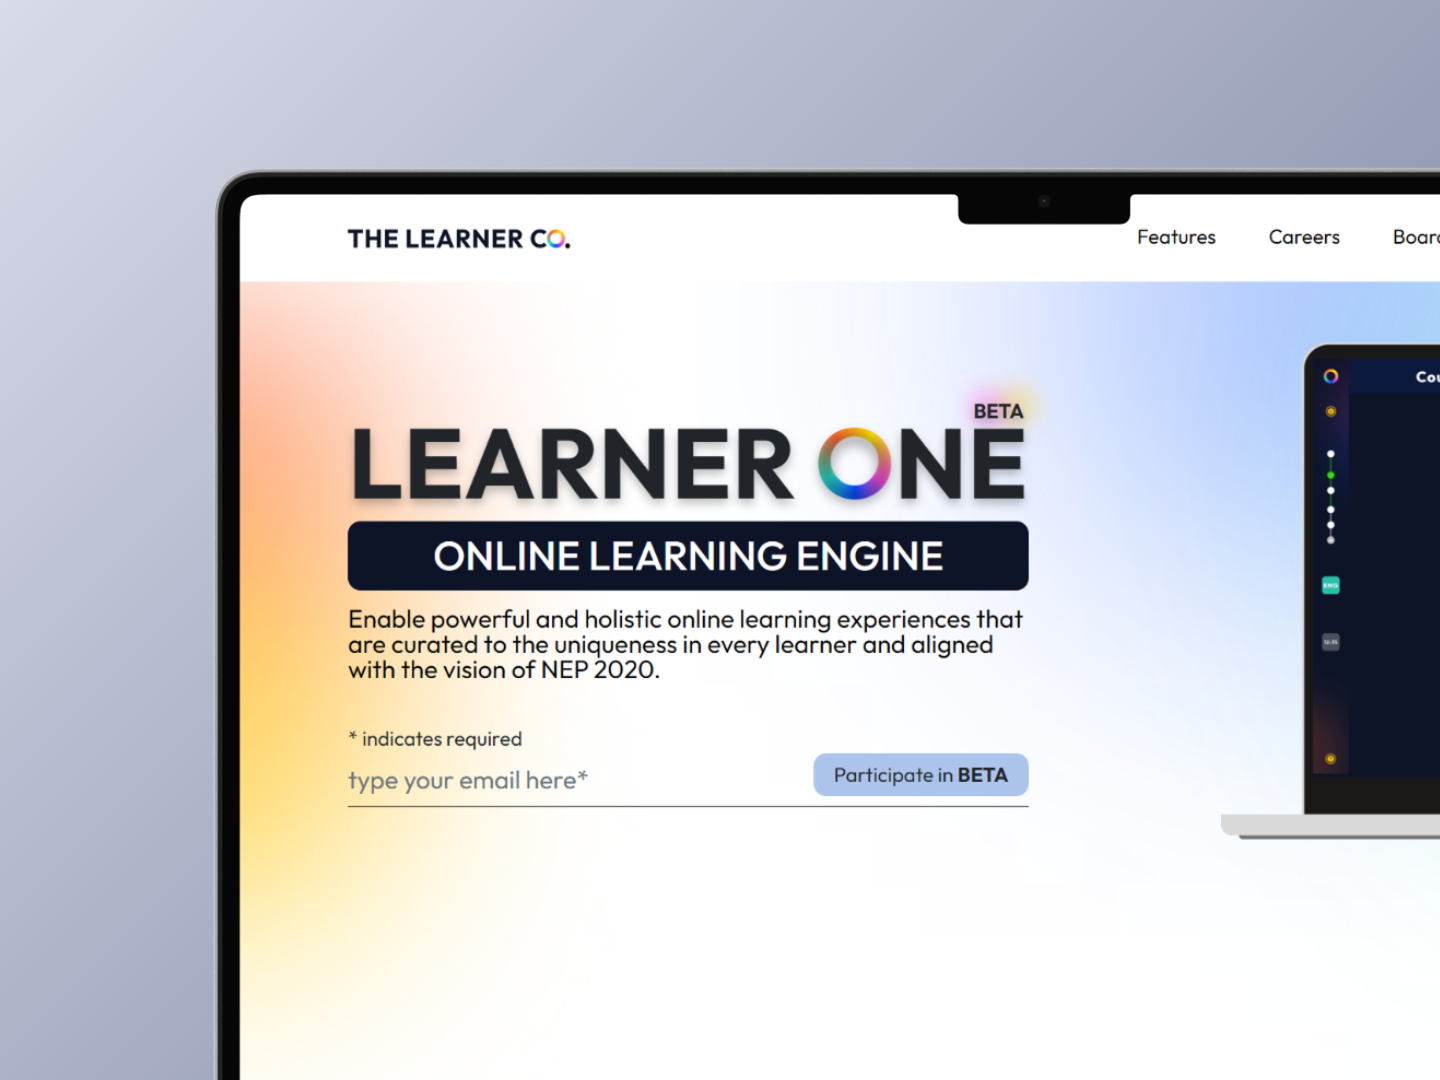 THE LEARNER CO.
Features
Careers
BETA
LEARNER ONE
ONLINE LEARNING ENGINE
Enable powerful and holistic online learning experiences that
are curated to the uniqueness in every learner and aligned
with the vision of NEP 2020.
* indicates required
type your email here*
Participate in BETA
ENG